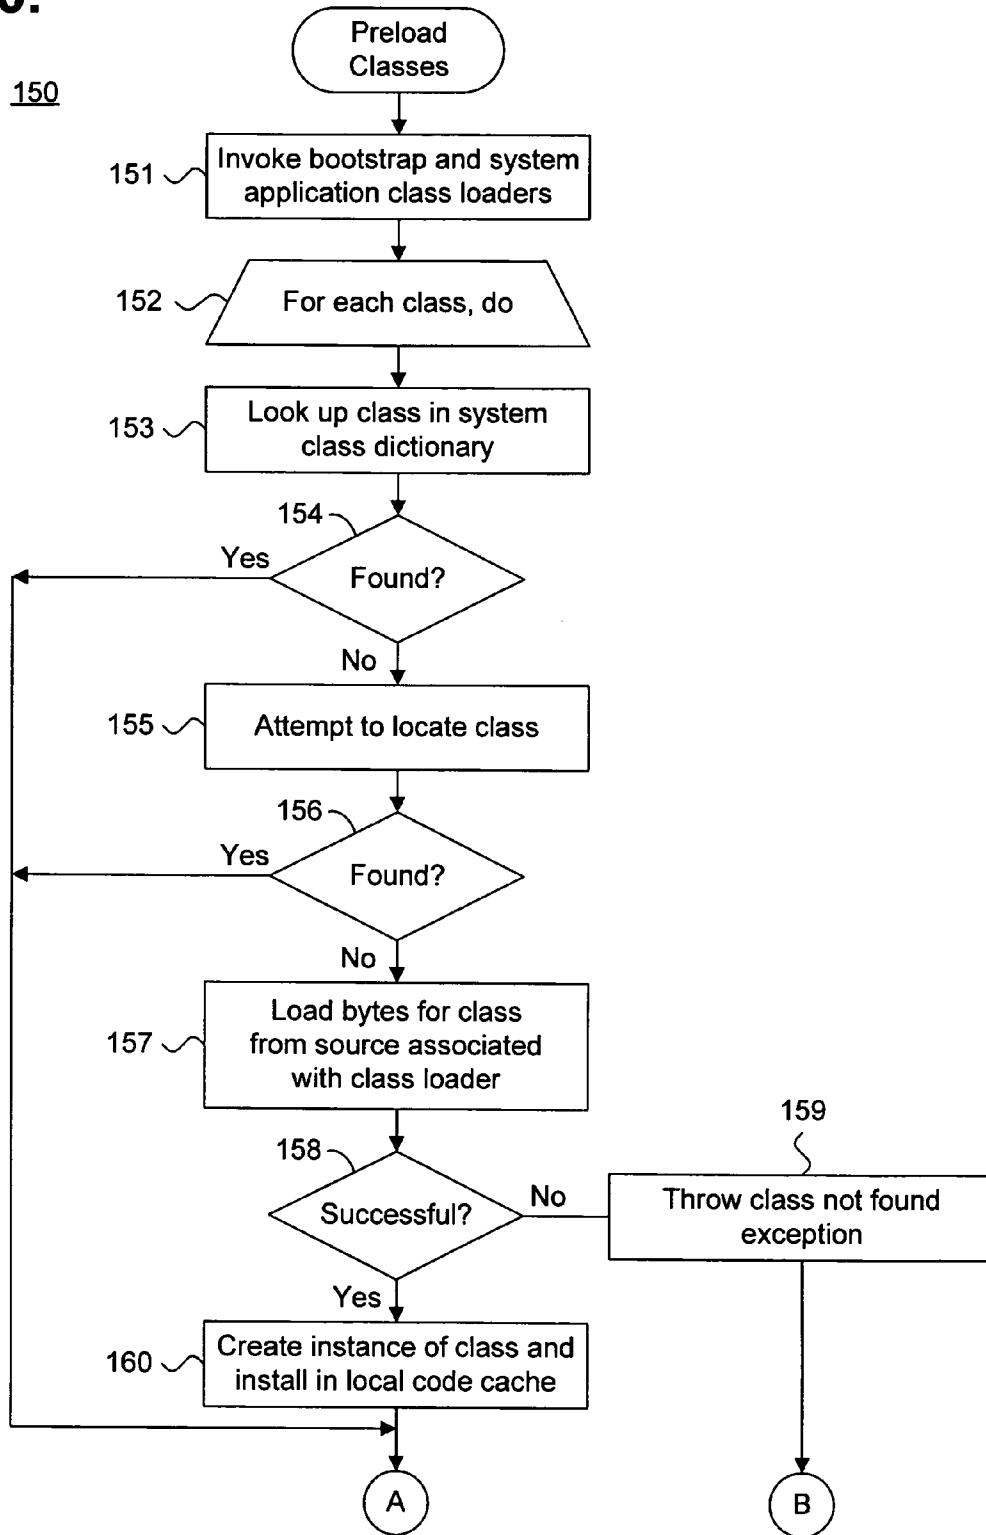 150
Preload
Classes
151
Invoke bootstrap and system
application class loaders
152
For each class, do
153
Look up class in system
class dictionary
154
Yes
Found?
No
155
Attempt to locate class
156
Yes
Found?
No
157
Load bytes for class
from source associated
with class loader
158
Successful?
No
159
Throw class not found
exception
Yes
160
Create instance of class and
install in local code cache
A
B